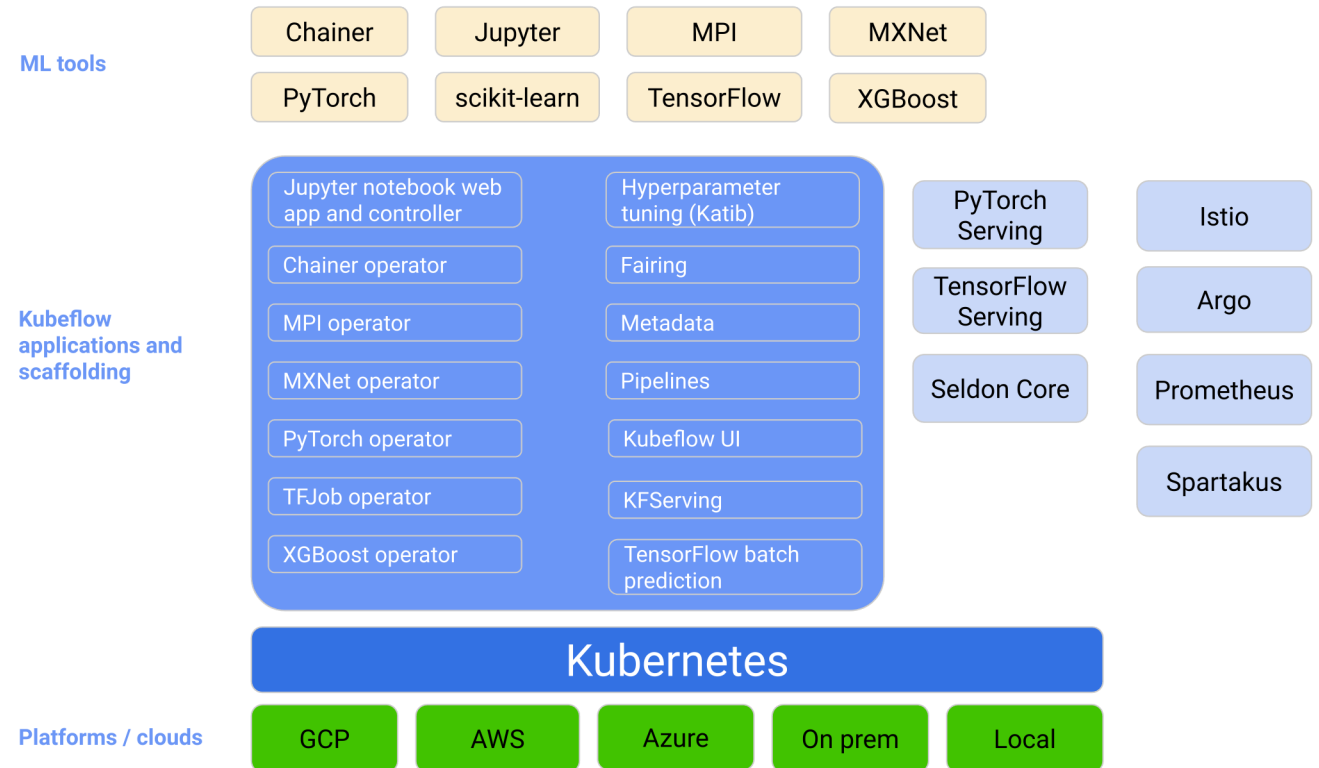 Chainer
Jupyter
MPI
MXNet
ML tools
PyTorch
scikit-learn
TensorFlow
XGBoost
Kubeflow
applications and
scaffolding
Jupyter notebook web
app and controller
Chainer operator
MPI operator
MXNet operator
PyTorch operator
TFJob operator
XGBoost operator
Hyperparameter
tuning (Katib)
Fairing
Metadata
Pipelines
Kubeflow UI
KFServing
TensorFlow batch
prediction
PyTorch
Serving
TensorFlow
Serving
Seldon Core
Istio
Argo
Prometheus
Spartakus
Kubernetes
Platforms / clouds
GCP
AWS
Azure
On prem
Local